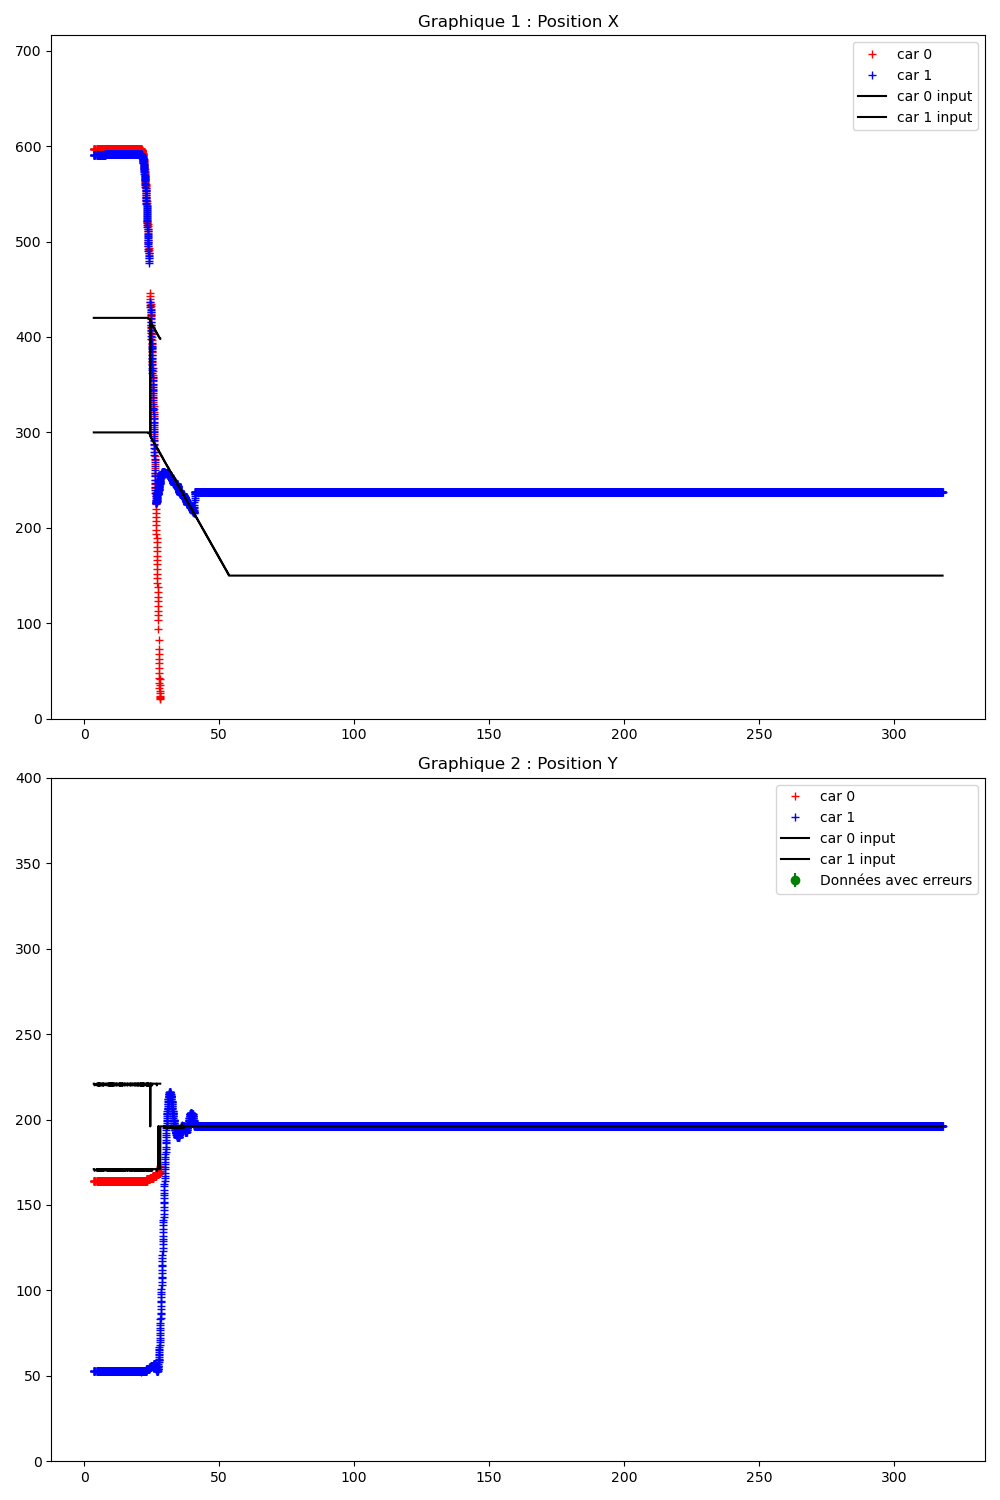 Graphique 1 : Position X
car 0
car 1
car 0 input
car 1 input
700
600
500
400
300
200
100
0
0 50 100 150 200 250 300
Graphique 2 : Position Y
car 0
car 1
car 0 input
car 1 input
Données avec erreurs
400
350
300
250
200
150
100
50
0
0 50 100 150 200 250 300